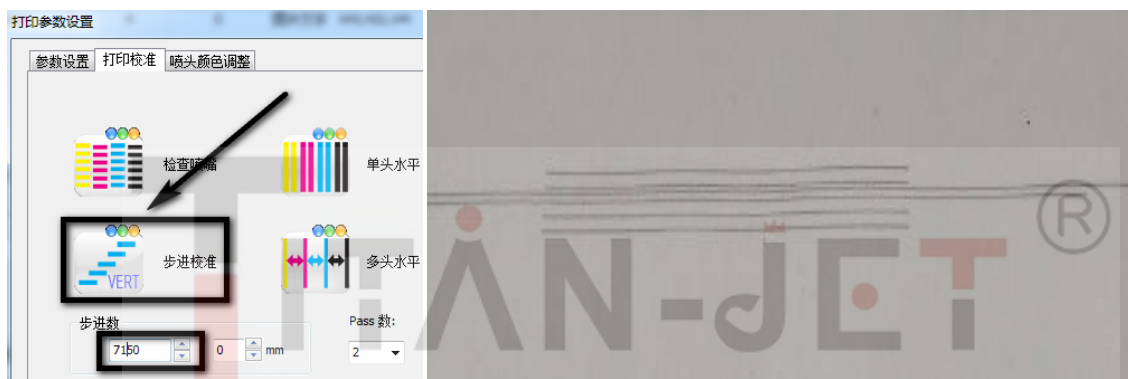 打印参数设置
参数设置 打印校准 喷头颜色调整
检查喷嘴 单头水平
步进校准 多头水平
VERT
步进数 Pass 数:
7150 0 mm 2
TITAN-JET ®